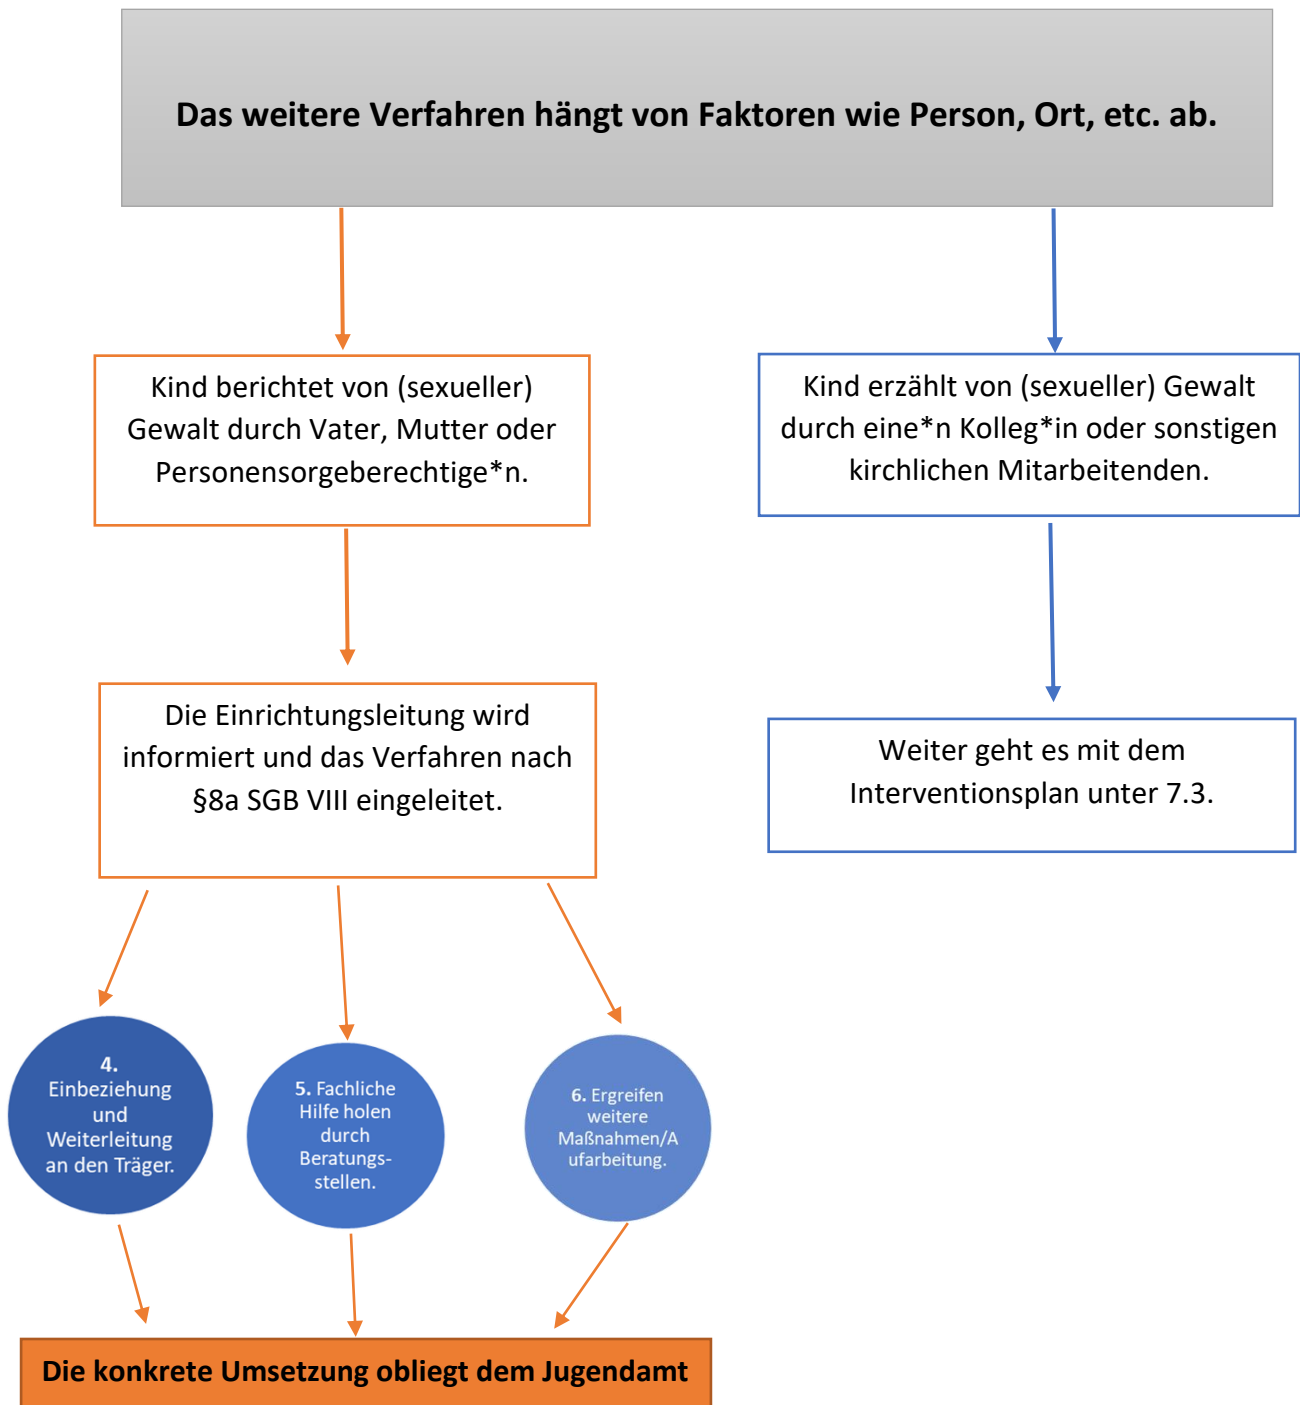 Das weitere Verfahren hängt von Faktoren wie Person, Ort, etc. ab.
Kind berichtet von (sexueller)
Gewalt durch Vater, Mutter oder
Personensorgeberechtige*n.
Kind erzählt von (sexueller) Gewalt
durch eine*n Kolleg*in oder sonstigen
kirchlichen Mitarbeitenden.
Die Einrichtungsleitung wird
informiert und das Verfahren nach
§8a SGB VIII eingeleitet.
Weiter geht es mit dem
Interventionsplan unter 7.3.
4.
Einbeziehung
und
Weiterleitung
an den Träger.
5. Fachliche
Hilfe holen
durch
Beratungs-
stellen.
6. Ergreifen
weitere
Maßnahmen/A
ufarbeitung.
Die konkrete Umsetzung obliegt dem Jugendamt